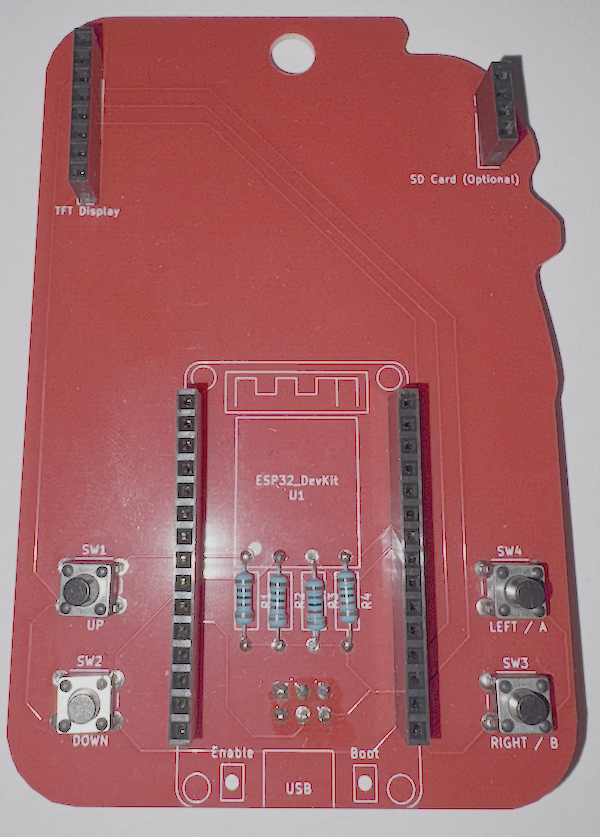 TFT Display
SD Card (Optional)
ESP32_DevKit
U1
SW1
UP
SW4
LEFT / A
R1
R2
R3
R4
SW2
DOWN
SW3
RIGHT / B
Enable
Boot
USB